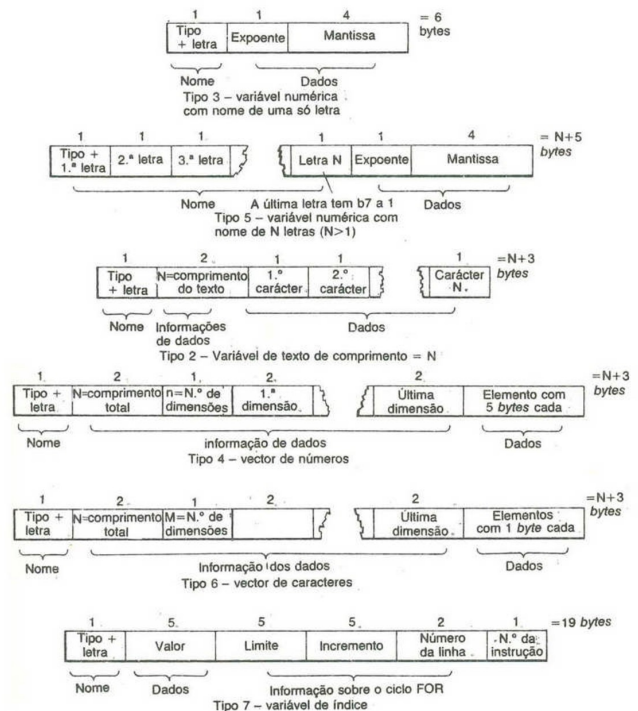 1 1 4
Tipo + letra Expoente Mantissa = 6 bytes
Nome Dados
Tipo 3 – variável numérica
com nome de uma só letra
1 1 1 1 1 4
Tipo + 1.ª letra 2.ª letra 3.ª letra Letra N Expoente Mantissa = N+5 bytes
Nome A última letra tem b7 a 1 Dados
Tipo 5 – variável numérica com
nome de N letras (N>1)
1 2 1 1 1
Tipo + letra N=comprimento do texto 1.º carácter 2.º carácter Carácter N =N+3 bytes
Nome Informações de dados Dados
Tipo 2 – Variável de texto de comprimento = N
1 2 1 2 2
Tipo + letra N=comprimento total n=N.º de dimensões 1.ª dimensão Última dimensão Elemento com 5 bytes cada =N+3 bytes
Nome informação de dados Dados
Tipo 4 – vector de números
1 2 1 2 2
Tipo + letra N=comprimento total M=N.º de dimensões Última dimensão Elementos com 1 byte cada =N+3 bytes
Nome Informação dos dados Dados
Tipo 6 – vector de caracteres
1 5 5 5 2 1
Tipo + letra Valor Limite Incremento Número da linha N.º da instrução =19 bytes
Nome Dados Informação sobre o ciclo FOR
Tipo 7 – variável de índice